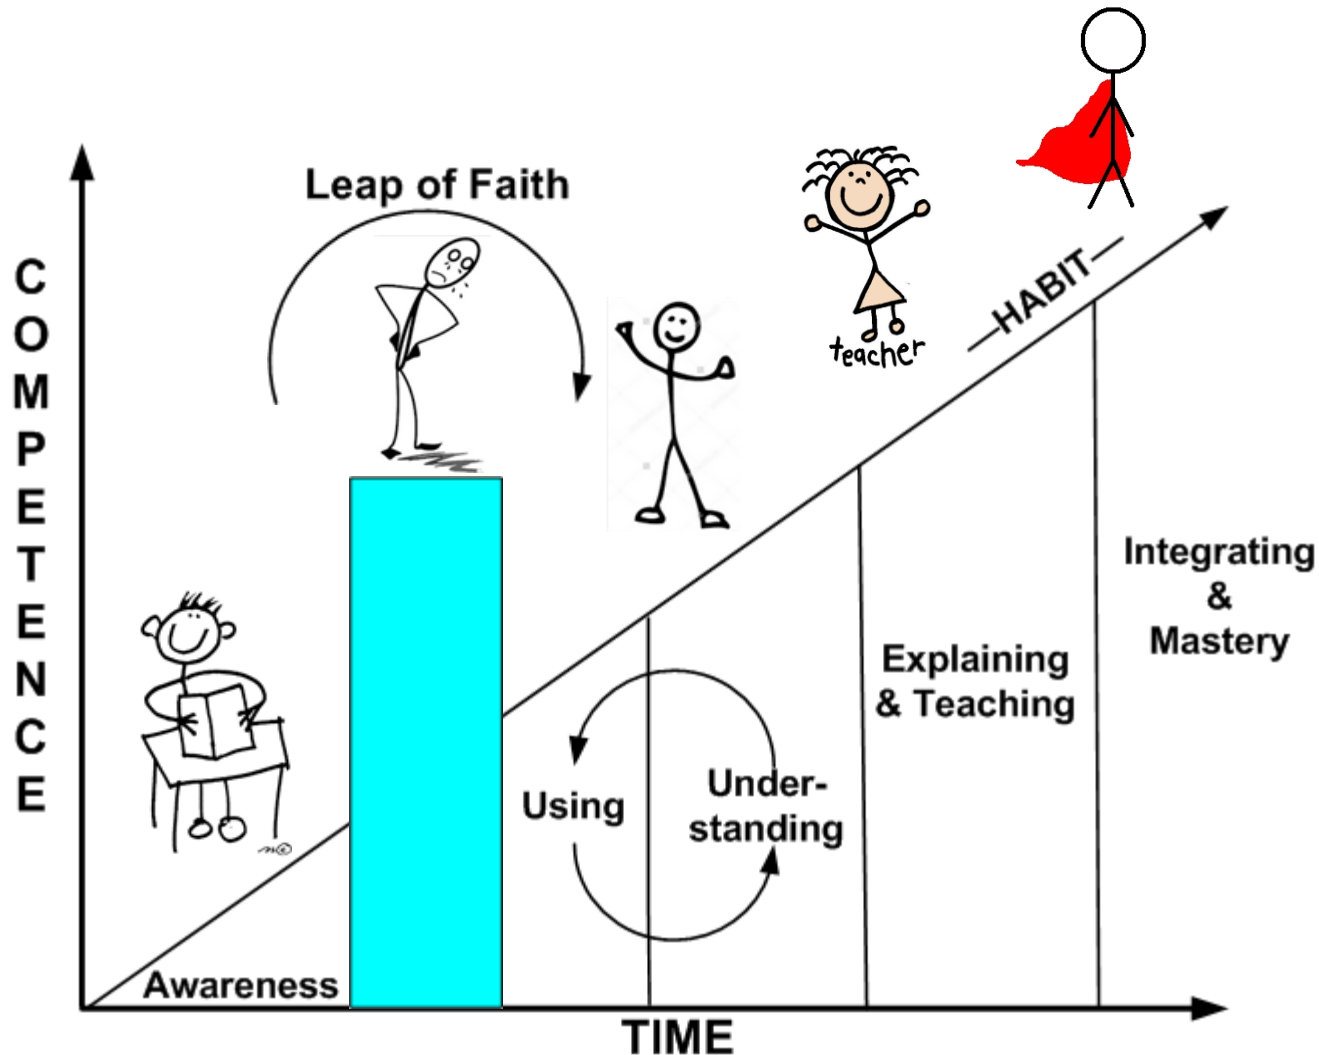 Leap of Faith
COMPETENCE
teacher
—HABIT—
Integrating
&
Mastery
Explaining
& Teaching
Under-
standing
Using
Awareness
TIME